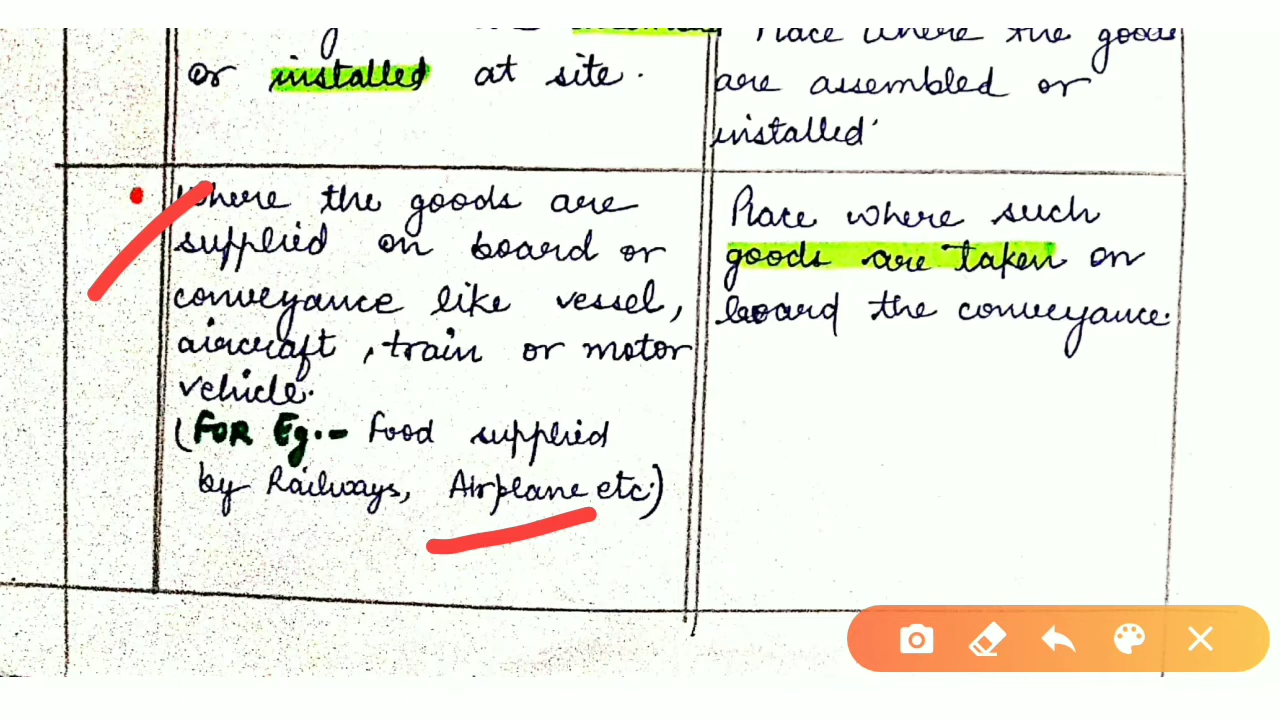 or installed at site.
Place where the goods
are assembled or
installed
Where the goods are
supplied on board or
conveyance like vessel,
aircraft, train or motor
vehicle.
(FOR Eg.- Food supplied
by Railways, Airplane etc.)
Place where such
goods are taken on
board the conveyance.